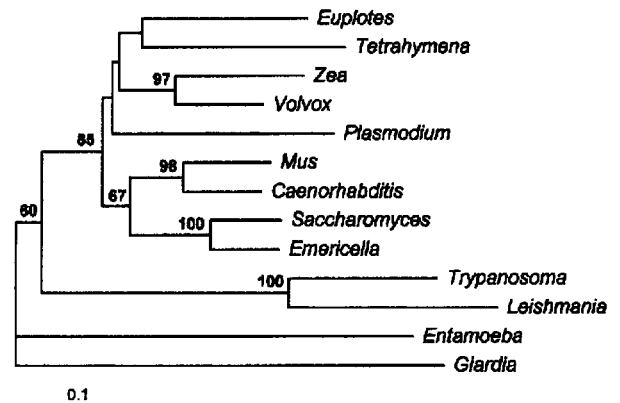 Euplotes
Tetrahymena
97 Zea
Volvox
Plasmodium
85
98 Mus
67 Caenorhabditis
60 100 Saccharomyces
Emericella
100 Trypanosoma
Leishmania
Entamoeba
Giardia
0.1